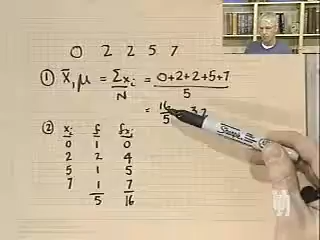 0 2 2 5 7
① X̄, μ = Σxᵢ/N = 0+2+2+5+7/5
= 16/5 = 3.2
② xᵢ f fxᵢ
0 1 0
2 2 4
5 1 5
7 1 7
5 16
Sharpie